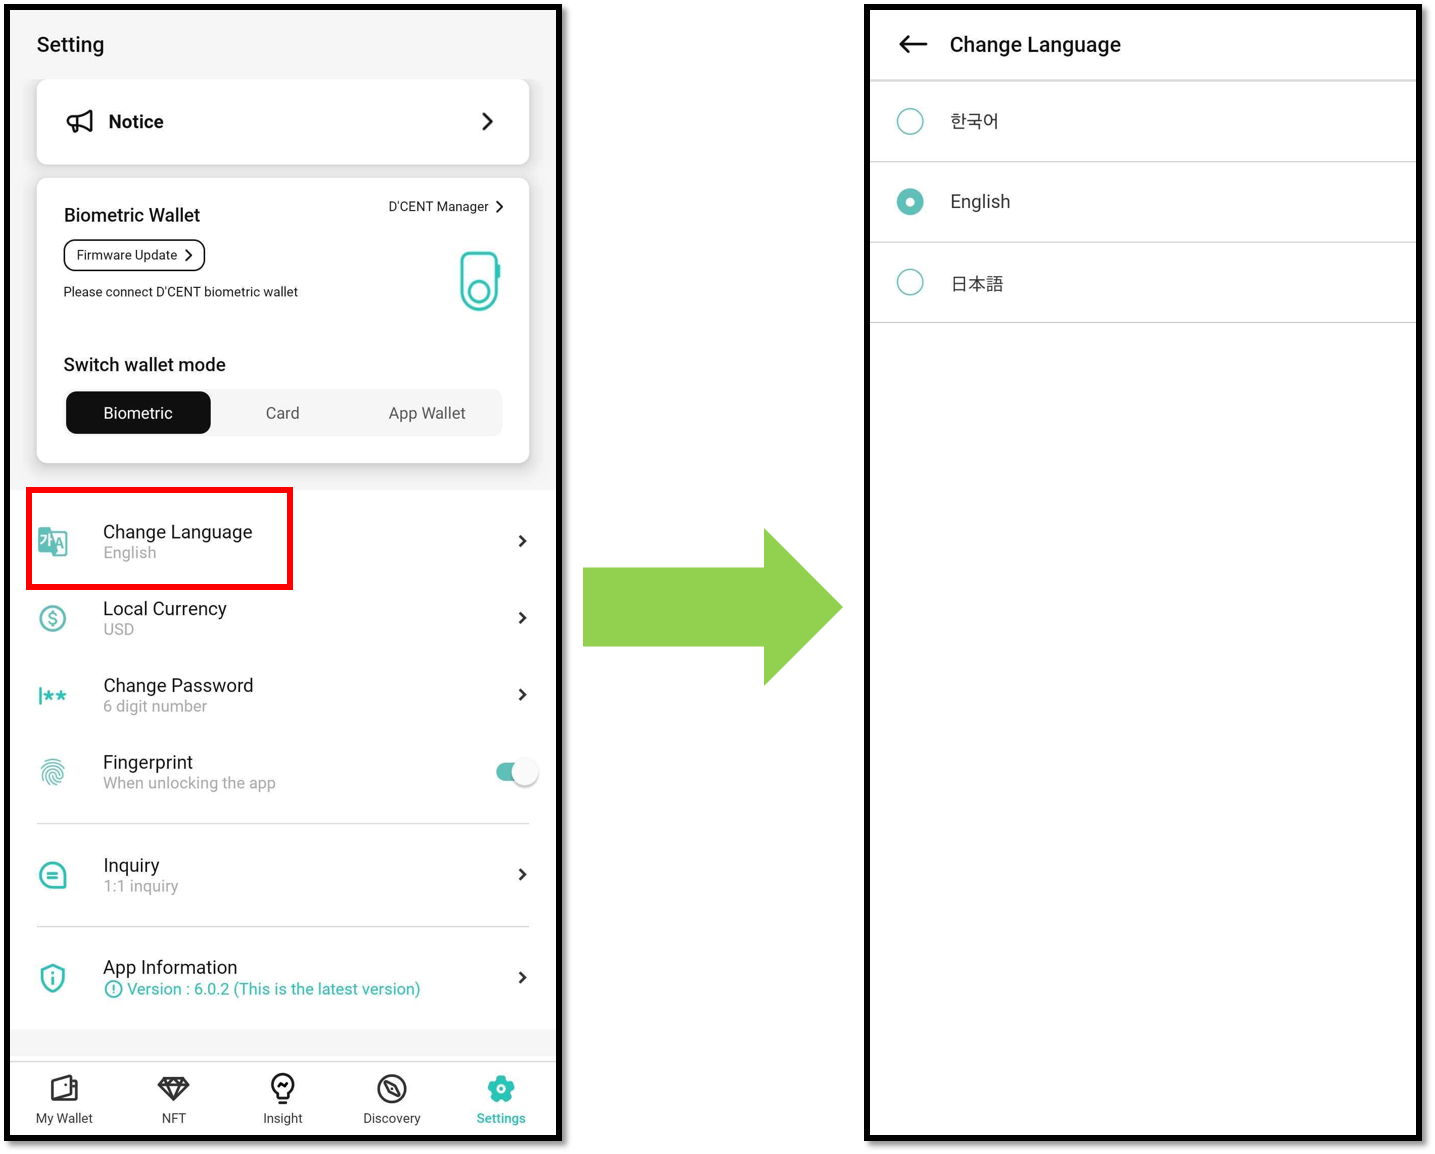 Setting
Notice
Biometric Wallet
D'CENT Manager
Firmware Update
Please connect D'CENT biometric wallet
Switch wallet mode
Biometric Card App Wallet
Change Language
English
Local Currency
USD
Change Password
6 digit number
Fingerprint
When unlocking the app
Inquiry
1:1 inquiry
App Information
Version : 6.0.2 (This is the latest version)
My Wallet NFT Insight Discovery Settings
Change Language
한국어
English
日本語